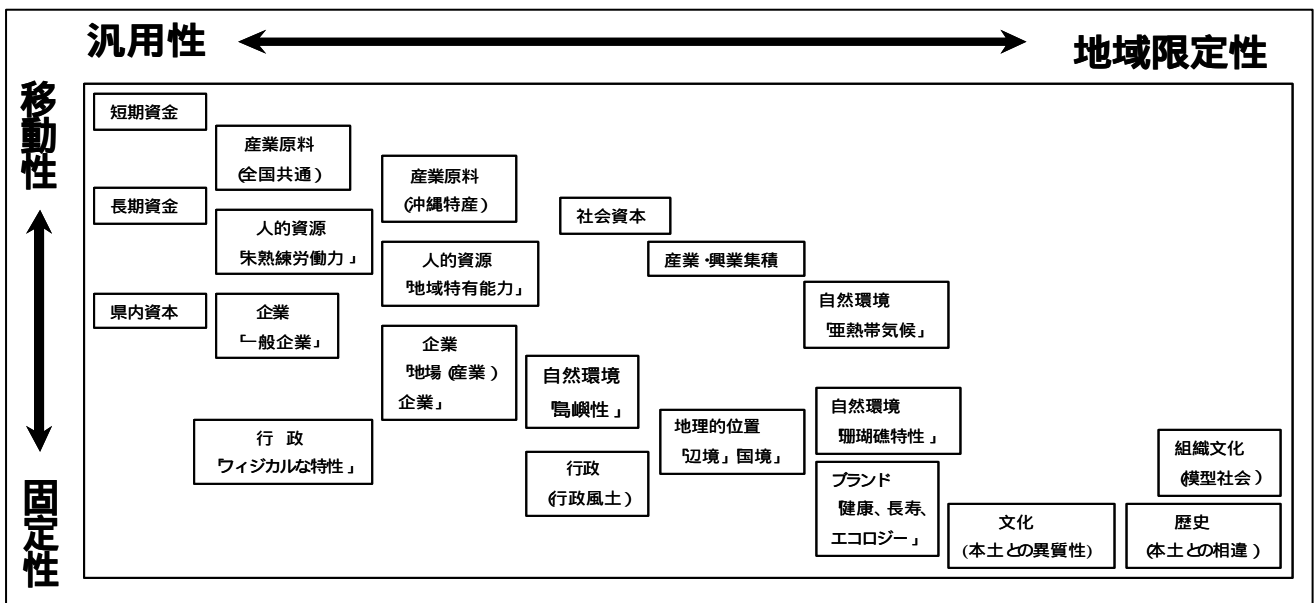 汎用性
地域限定性
移動性
固定性
短期資金
産業原料
(全国共通)
産業原料
(沖縄特産)
長期資金
人的資源
「未熟練労働力」
社会資本
人的資源
「地域特有能力」
産業・興業集積
県内資本
企業
「一般企業」
自然環境
「亜熱帯気候」
企業
「地場(産業)
企業」
自然環境
「島嶼性」
行 政
「フィジカルな特性」
地理的位置
「辺境」「国境」
自然環境
「珊瑚礁特性」
行政
(行政風土)
ブランド
「健康、長寿、
エコロジー」
組織文化
(模型社会)
文化
(本土との異質性)
歴史
(本土との相違)